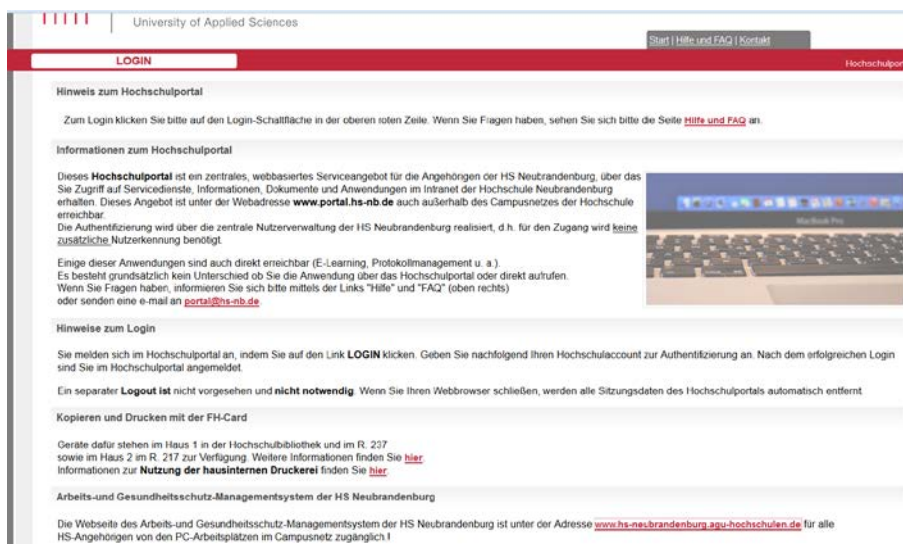 University of Applied Sciences
Start | Hilfe und FAQ | Kontakt
LOGIN
Hochschulpor
Hinweis zum Hochschulportal
Zum Login klicken Sie bitte auf den Login-Schaltfläche in der oberen roten Zeile. Wenn Sie Fragen haben, sehen Sie sich bitte die Seite Hilfe und FAQ an.
Informationen zum Hochschulportal
Dieses Hochschulportal ist ein zentrales, webbasiertes Serviceangebot für die Angehörigen der HS Neubrandenburg, über das
Sie Zugriff auf Servicedienste, Informationen, Dokumente und Anwendungen im Intranet der Hochschule Neubrandenburg
erhalten. Dieses Angebot ist unter der Webadresse www.portal.hs-nb.de auch außerhalb des Campusnetzes der Hochschule
erreichbar.
Die Authentifizierung wird über die zentrale Nutzerverwaltung der HS Neubrandenburg realisiert, d.h. für den Zugang wird keine
zusätzliche Nutzerkennung benötigt.
MacBook Pro
Einige dieser Anwendungen sind auch direkt erreichbar (E-Learning, Protokollmanagement u. a.).
Es besteht grundsätzlich kein Unterschied ob Sie die Anwendung über das Hochschulportal oder direkt aufrufen.
Wenn Sie Fragen haben, informieren Sie sich bitte mittels der Links "Hilfe" und "FAQ" (oben rechts)
oder senden eine e-mail an portal@hs-nb.de.
Hinweise zum Login
Sie melden sich im Hochschulportal an, indem Sie auf den Link LOGIN klicken. Geben Sie nachfolgend Ihren Hochschulaccount zur Authentifizierung an. Nach dem erfolgreichen Login
sind Sie im Hochschulportal angemeldet.
Ein separater Logout ist nicht vorgesehen und nicht notwendig. Wenn Sie Ihren Webbrowser schließen, werden alle Sitzungsdaten des Hochschulportals automatisch entfernt.
Kopieren und Drucken mit der FH-Card
Geräte dafür stehen im Haus 1 in der Hochschulbibliothek und im R. 237
sowie im Haus 2 im R. 217 zur Verfügung. Weitere Informationen finden Sie hier.
Informationen zur Nutzung der hausinternen Druckerei finden Sie hier.
Arbeits-und Gesundheitsschutz-Managementsystem der HS Neubrandenburg
Die Webseite des Arbeits-und Gesundheitsschutz-Managementsystem der HS Neubrandenburg ist unter der Adresse www.hs-neubrandenburg.agu-hochschulen.de für alle
HS-Angehörigen von den PC-Arbeitsplätzen im Campusnetz zugänglich.!